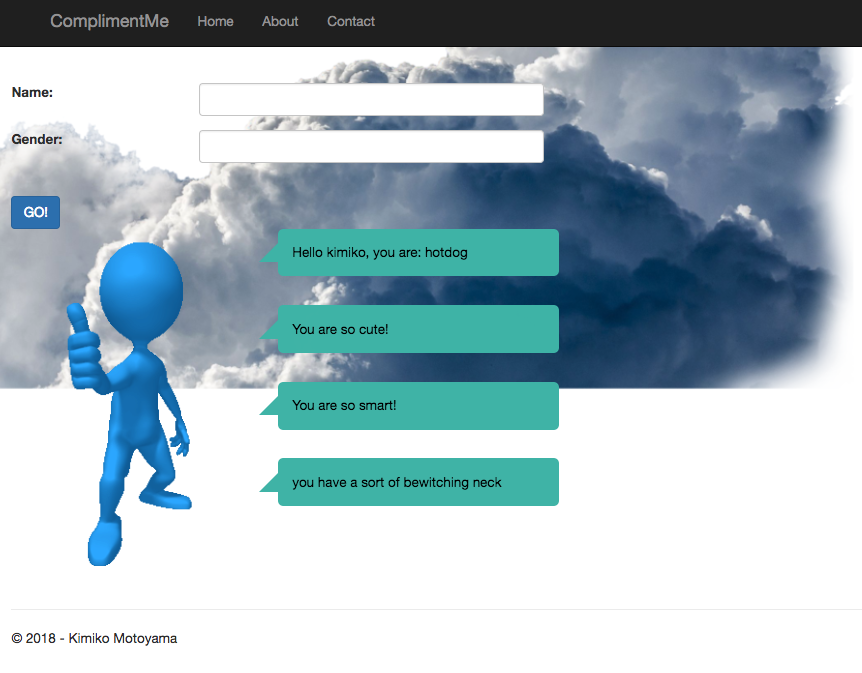 ComplimentMe Home About Contact
Name:
Gender:
GO!
Hello kimiko, you are: hotdog
You are so cute!
You are so smart!
you have a sort of bewitching neck
© 2018 - Kimiko Motoyama